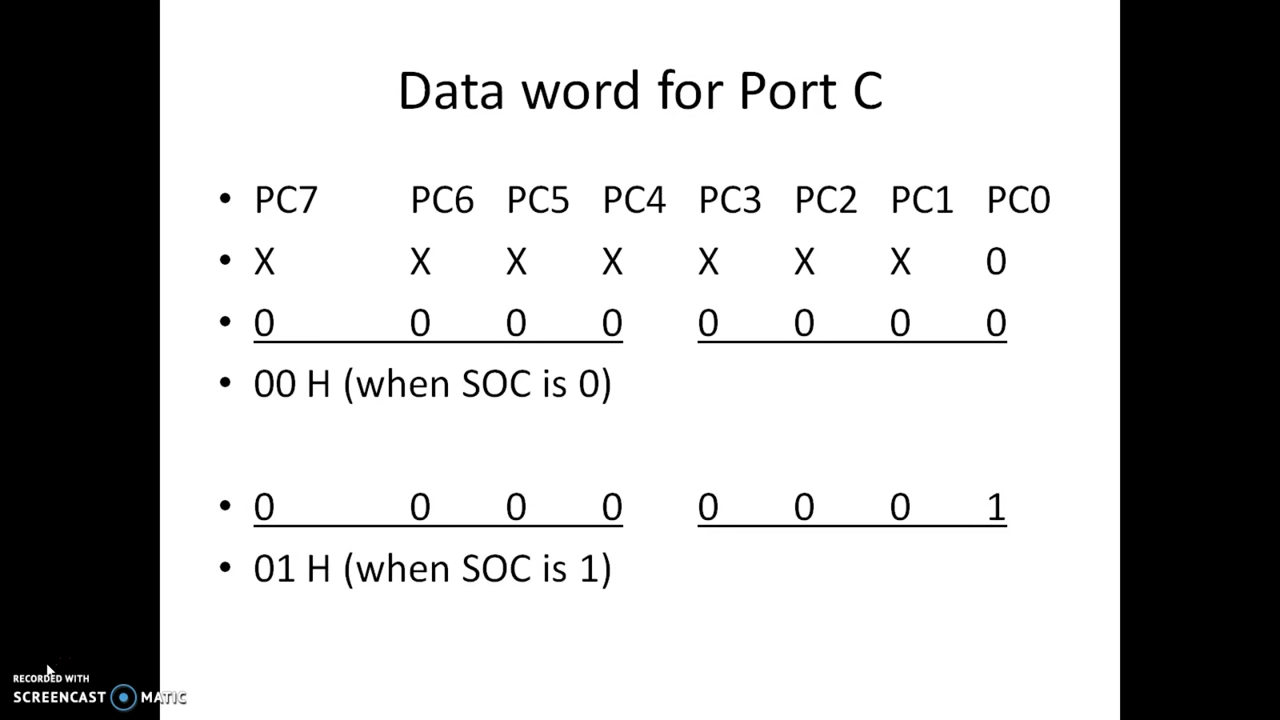 Data word for Port C
• PC7 PC6 PC5 PC4 PC3 PC2 PC1 PC0
• X X X X X X X 0
• 0 0 0 0 0 0 0 0
• 00 H (when SOC is 0)
• 0 0 0 0 0 0 0 1
• 01 H (when SOC is 1)
RECORDED WITH
SCREENCAST MATIC